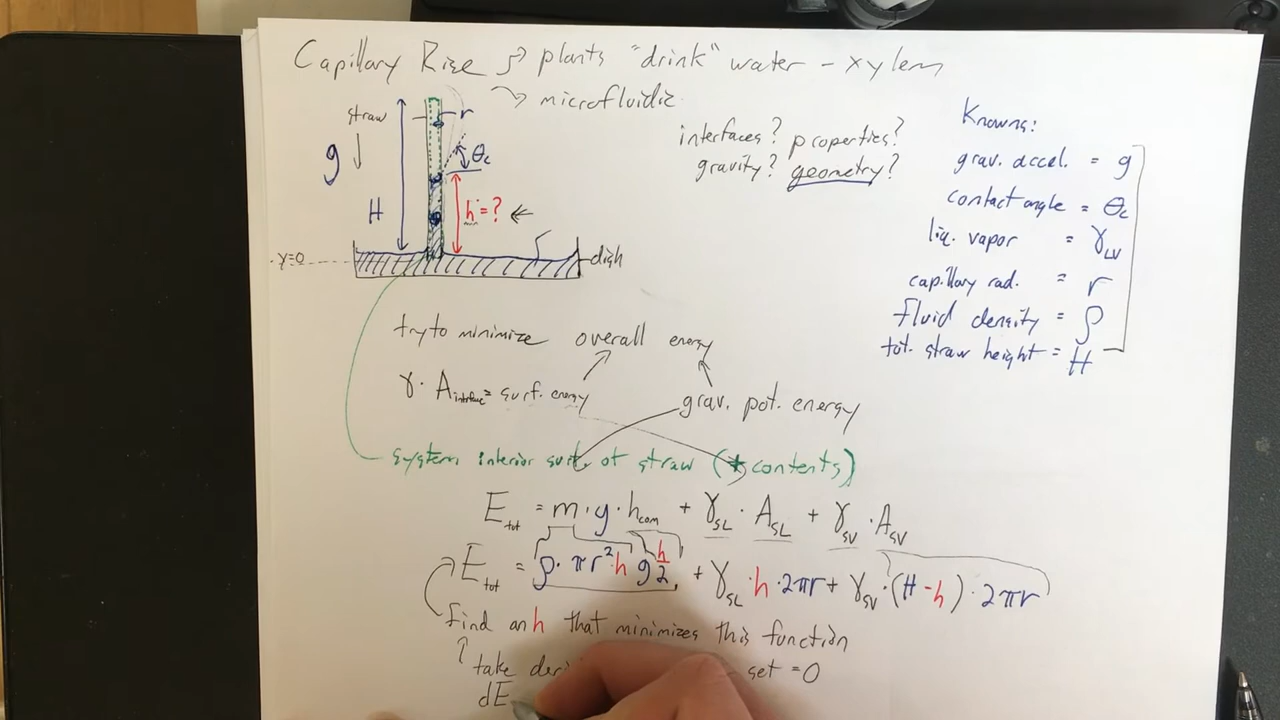 Capillary Rise → plants "drink" water - xylem
→ microfluidic
straw
r
g
θc
H
h = ?
y=0
dish
interfaces? properties?
gravity? geometry?
Knowns:
grav. accel. = g
contact angle = θc
liq. vapor = γLV
capillary rad. = r
fluid density = ρ
tot. straw height = H
try to minimize overall energy
γ · Ainterface = surf. energy
grav. pot. energy
system interior surf. of straw (+ contents)
Etot = m · g · hcom + γSL · ASL + γSV · ASV
Etot = ρ · πr² · h g h/2 + γSL · h · 2πr + γSV · (H - h) · 2πr
find an h that minimizes this function
take set = 0
dE